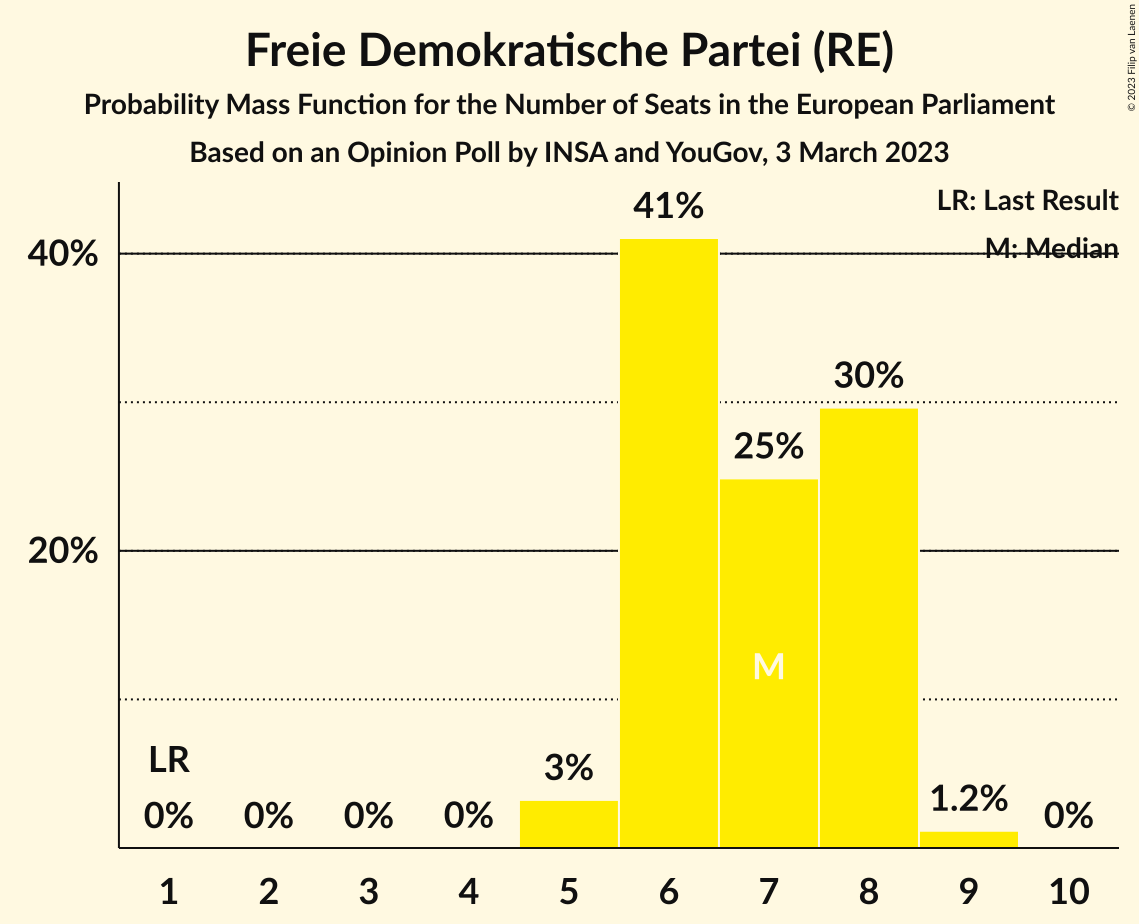 Freie Demokratische Partei (RE)
Probability Mass Function for the Number of Seats in the European Parliament
Based on an Opinion Poll by INSA and YouGov, 3 March 2023
© 2023 Filip van Laenen
LR: Last Result
M: Median
40%
20%
41%
30%
25%
M
LR
0%
0%
0%
0%
3%
1.2%
0%
1
2
3
4
5
6
7
8
9
10